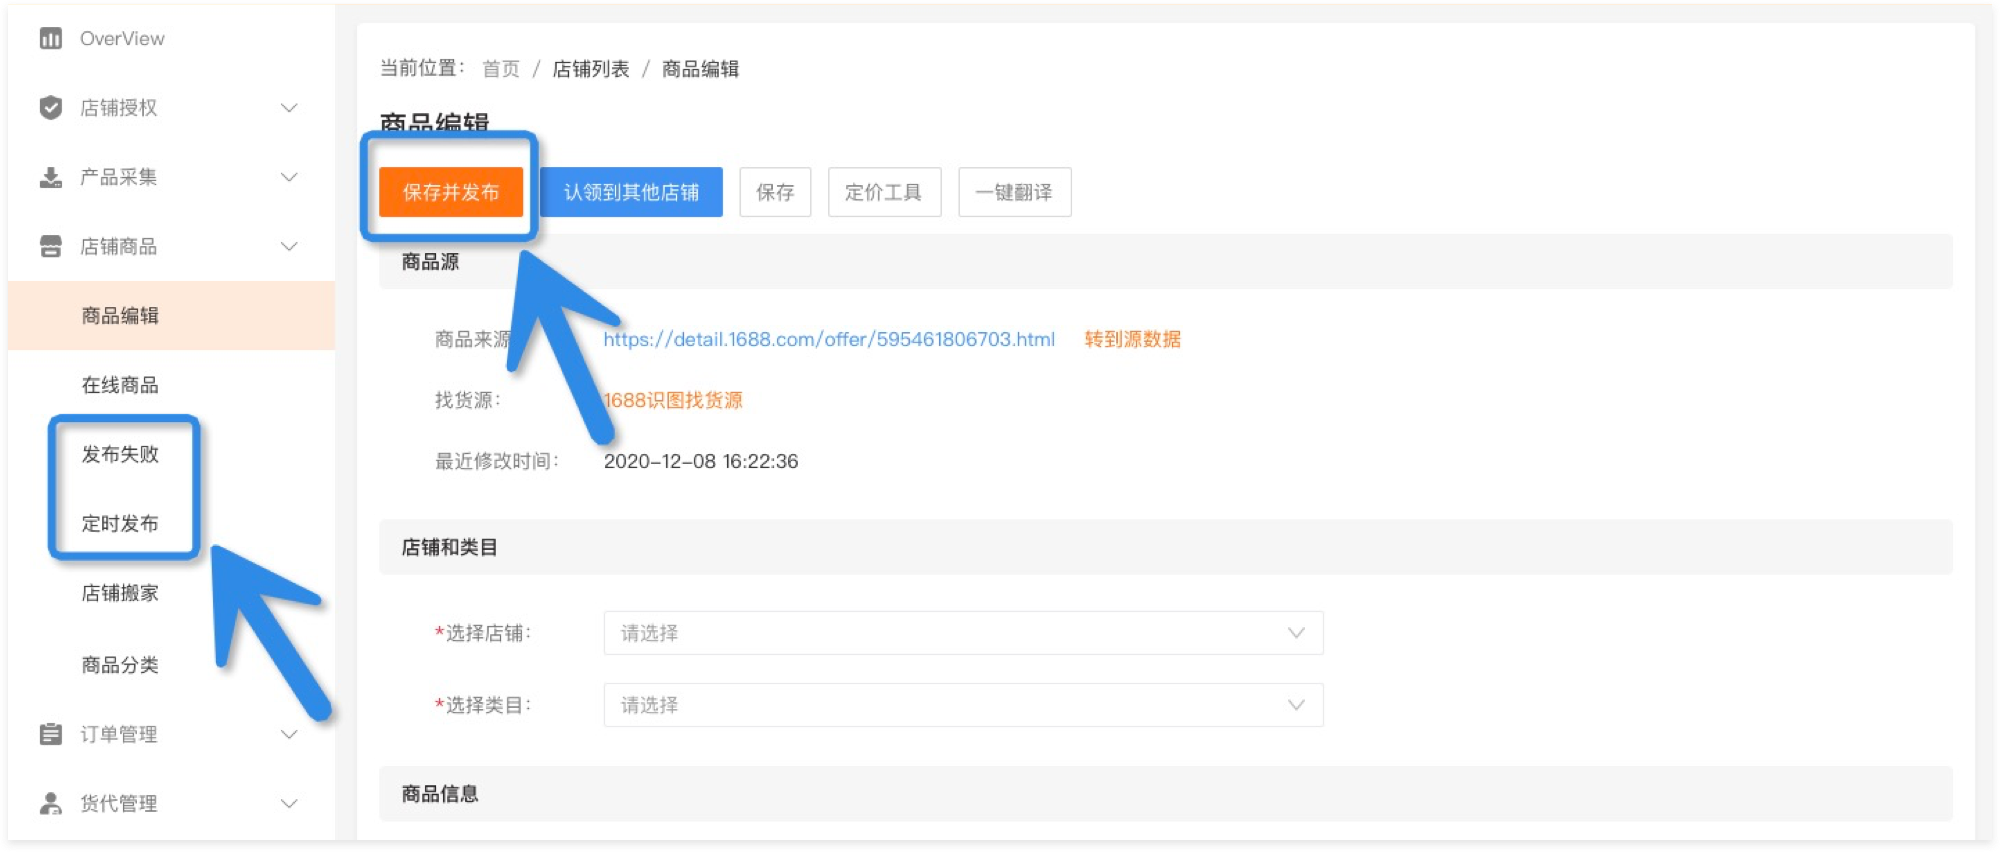 OverView
店铺授权
产品采集
店铺商品
商品编辑
在线商品
发布失败
定时发布
店铺搬家
商品分类
订单管理
货代管理
当前位置： 首页 / 店铺列表 / 商品编辑
商品编辑
保存并发布 认领到其他店铺 保存 定价工具 一键翻译
商品源
商品来源 https://detail.1688.com/offer/595461806703.html 转到源数据
找货源： 1688识图找货源
最近修改时间： 2020-12-08 16:22:36
店铺和类目
*选择店铺： 请选择
*选择类目： 请选择
商品信息